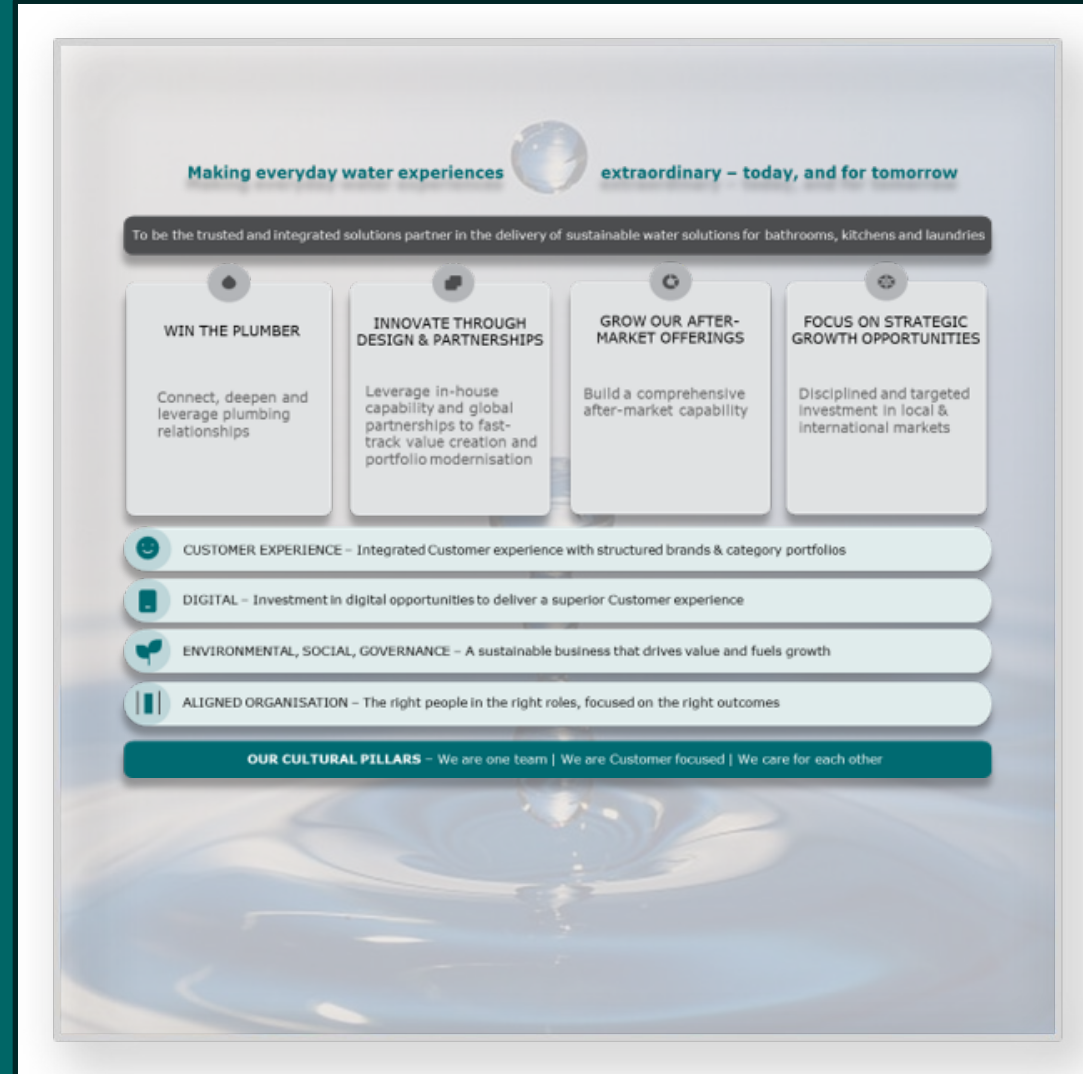 Making everyday water experiences extraordinary – today, and for tomorrow
To be the trusted and integrated solutions partner in the delivery of sustainable water solutions for bathrooms, kitchens and laundries
WIN THE PLUMBER
Connect, deepen and
leverage plumbing
relationships
INNOVATE THROUGH
DESIGN & PARTNERSHIPS
Leverage in-house
capability and global
partnerships to fast-
track value creation and
portfolio modernisation
GROW OUR AFTER-
MARKET OFFERINGS
Build a comprehensive
after-market capability
FOCUS ON STRATEGIC
GROWTH OPPORTUNITIES
Disciplined and targeted
investment in local &
international markets
CUSTOMER EXPERIENCE – Integrated Customer experience with structured brands & category portfolios
DIGITAL – Investment in digital opportunities to deliver a superior Customer experience
ENVIRONMENTAL, SOCIAL, GOVERNANCE – A sustainable business that drives value and fuels growth
ALIGNED ORGANISATION – The right people in the right roles, focused on the right outcomes
OUR CULTURAL PILLARS – We are one team | We are Customer focused | We care for each other